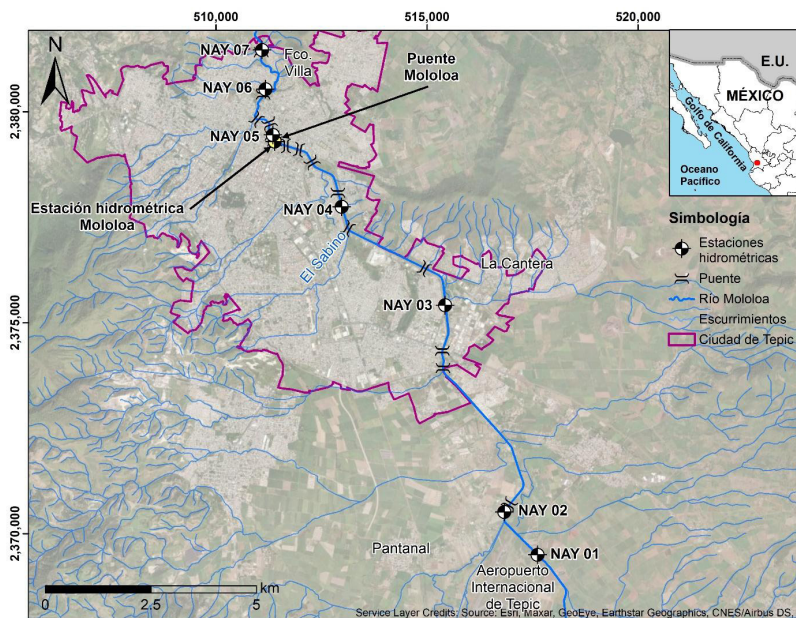 510,000
515,000
520,000
2,380,000
2,375,000
2,370,000
N
NAY 07
Fco.
Villa
Puente
Mololoa
NAY 06
NAY 05
Estación hidrométrica
Mololoa
NAY 04
El Sabino
La Cantera
NAY 03
NAY 02
Pantanal
NAY 01
Aeropuerto
Internacional
de Tepic
km
0
2.5
5
Service Layer Credits: Source: Esri, Maxar, GeoEye, Earthstar Geographics, CNES/Airbus DS,
E.U.
MÉXICO
Golfo de California
Oceano
Pacífico
Simbología
Estaciones
hidrométricas
Puente
Río Mololoa
Escurrimientos
Ciudad de Tepic